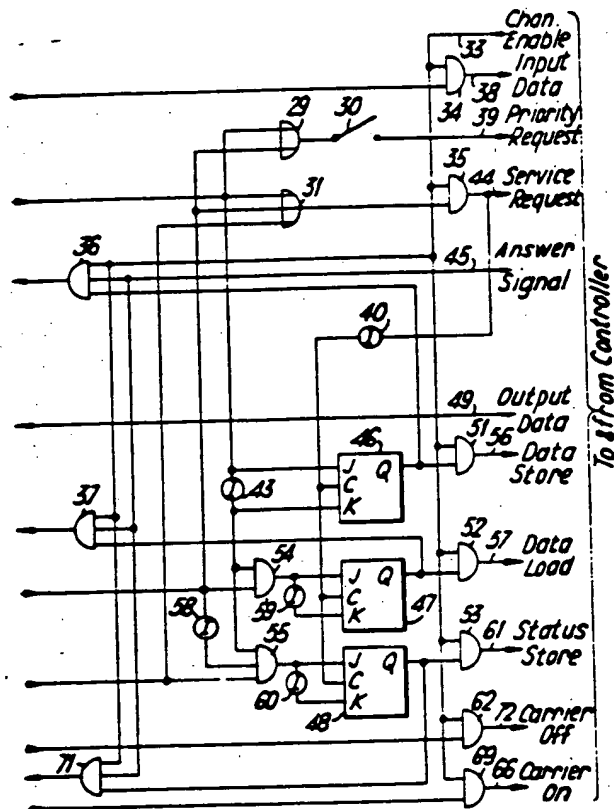 Chan.
33 Enable
Input
38
34 Data
29 30 39 Priority
Request
35
31 44 Service
Request
36 45 Answer
Signal
40
To & from Controller
49 Output
Data
51
46 56 Data
J Q Store
43 C
K
37 52
57 Data
Load
54
J Q
59 C
K 47
58 53
61 Status
Store
55
J Q
60 C
48 K
62
72 Carrier
Off
71 69
66 Carrier
On